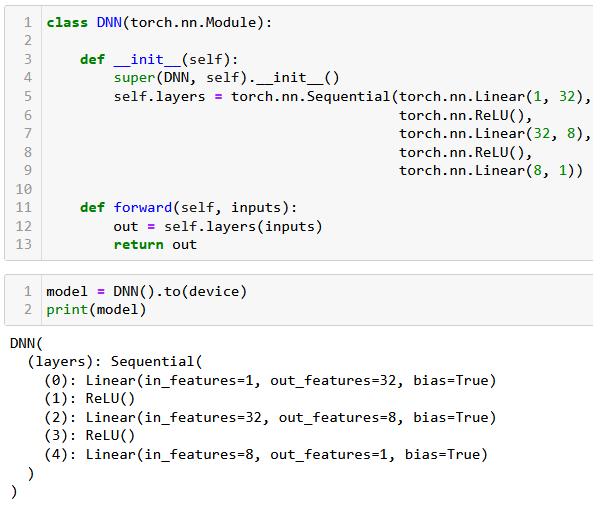 1 class DNN(torch.nn.Module):
2
3     def __init__(self):
4         super(DNN, self).__init__()
5         self.layers = torch.nn.Sequential(torch.nn.Linear(1, 32),
6                                           torch.nn.ReLU(),
7                                           torch.nn.Linear(32, 8),
8                                           torch.nn.ReLU(),
9                                           torch.nn.Linear(8, 1))
10
11     def forward(self, inputs):
12         out = self.layers(inputs)
13         return out
1 model = DNN().to(device)
2 print(model)
DNN(
  (layers): Sequential(
    (0): Linear(in_features=1, out_features=32, bias=True)
    (1): ReLU()
    (2): Linear(in_features=32, out_features=8, bias=True)
    (3): ReLU()
    (4): Linear(in_features=8, out_features=1, bias=True)
  )
)